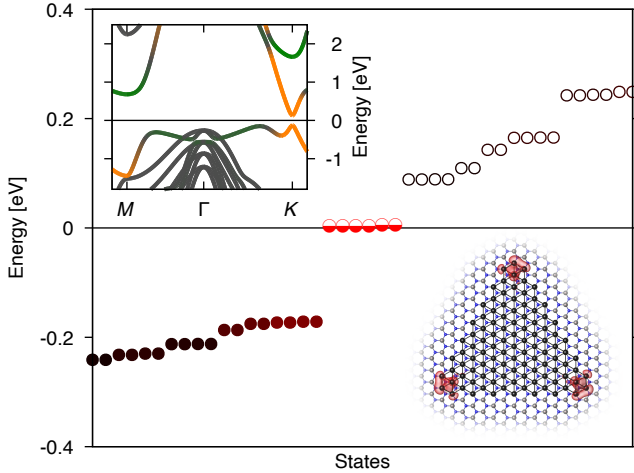 0.4
0.2
0
-0.2
-0.4
Energy [eV]
States
2
1
0
-1
Energy [eV]
M Γ K